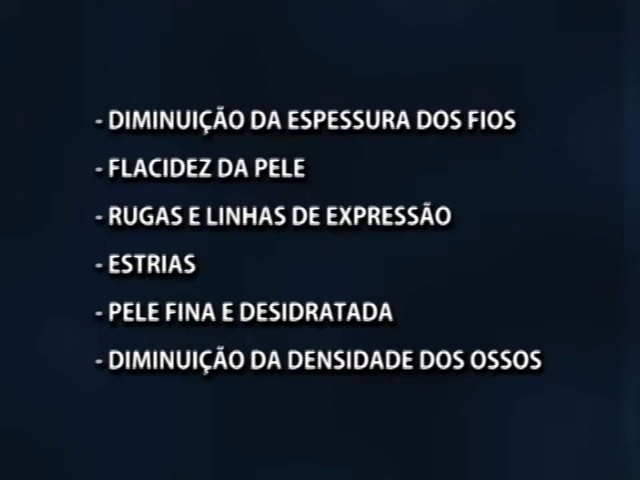 - DIMINUIÇÃO DA ESPESSURA DOS FIOS
- FLACIDEZ DA PELE
- RUGAS E LINHAS DE EXPRESSÃO
- ESTRIAS
- PELE FINA E DESIDRATADA
- DIMINUIÇÃO DA DENSIDADE DOS OSSOS